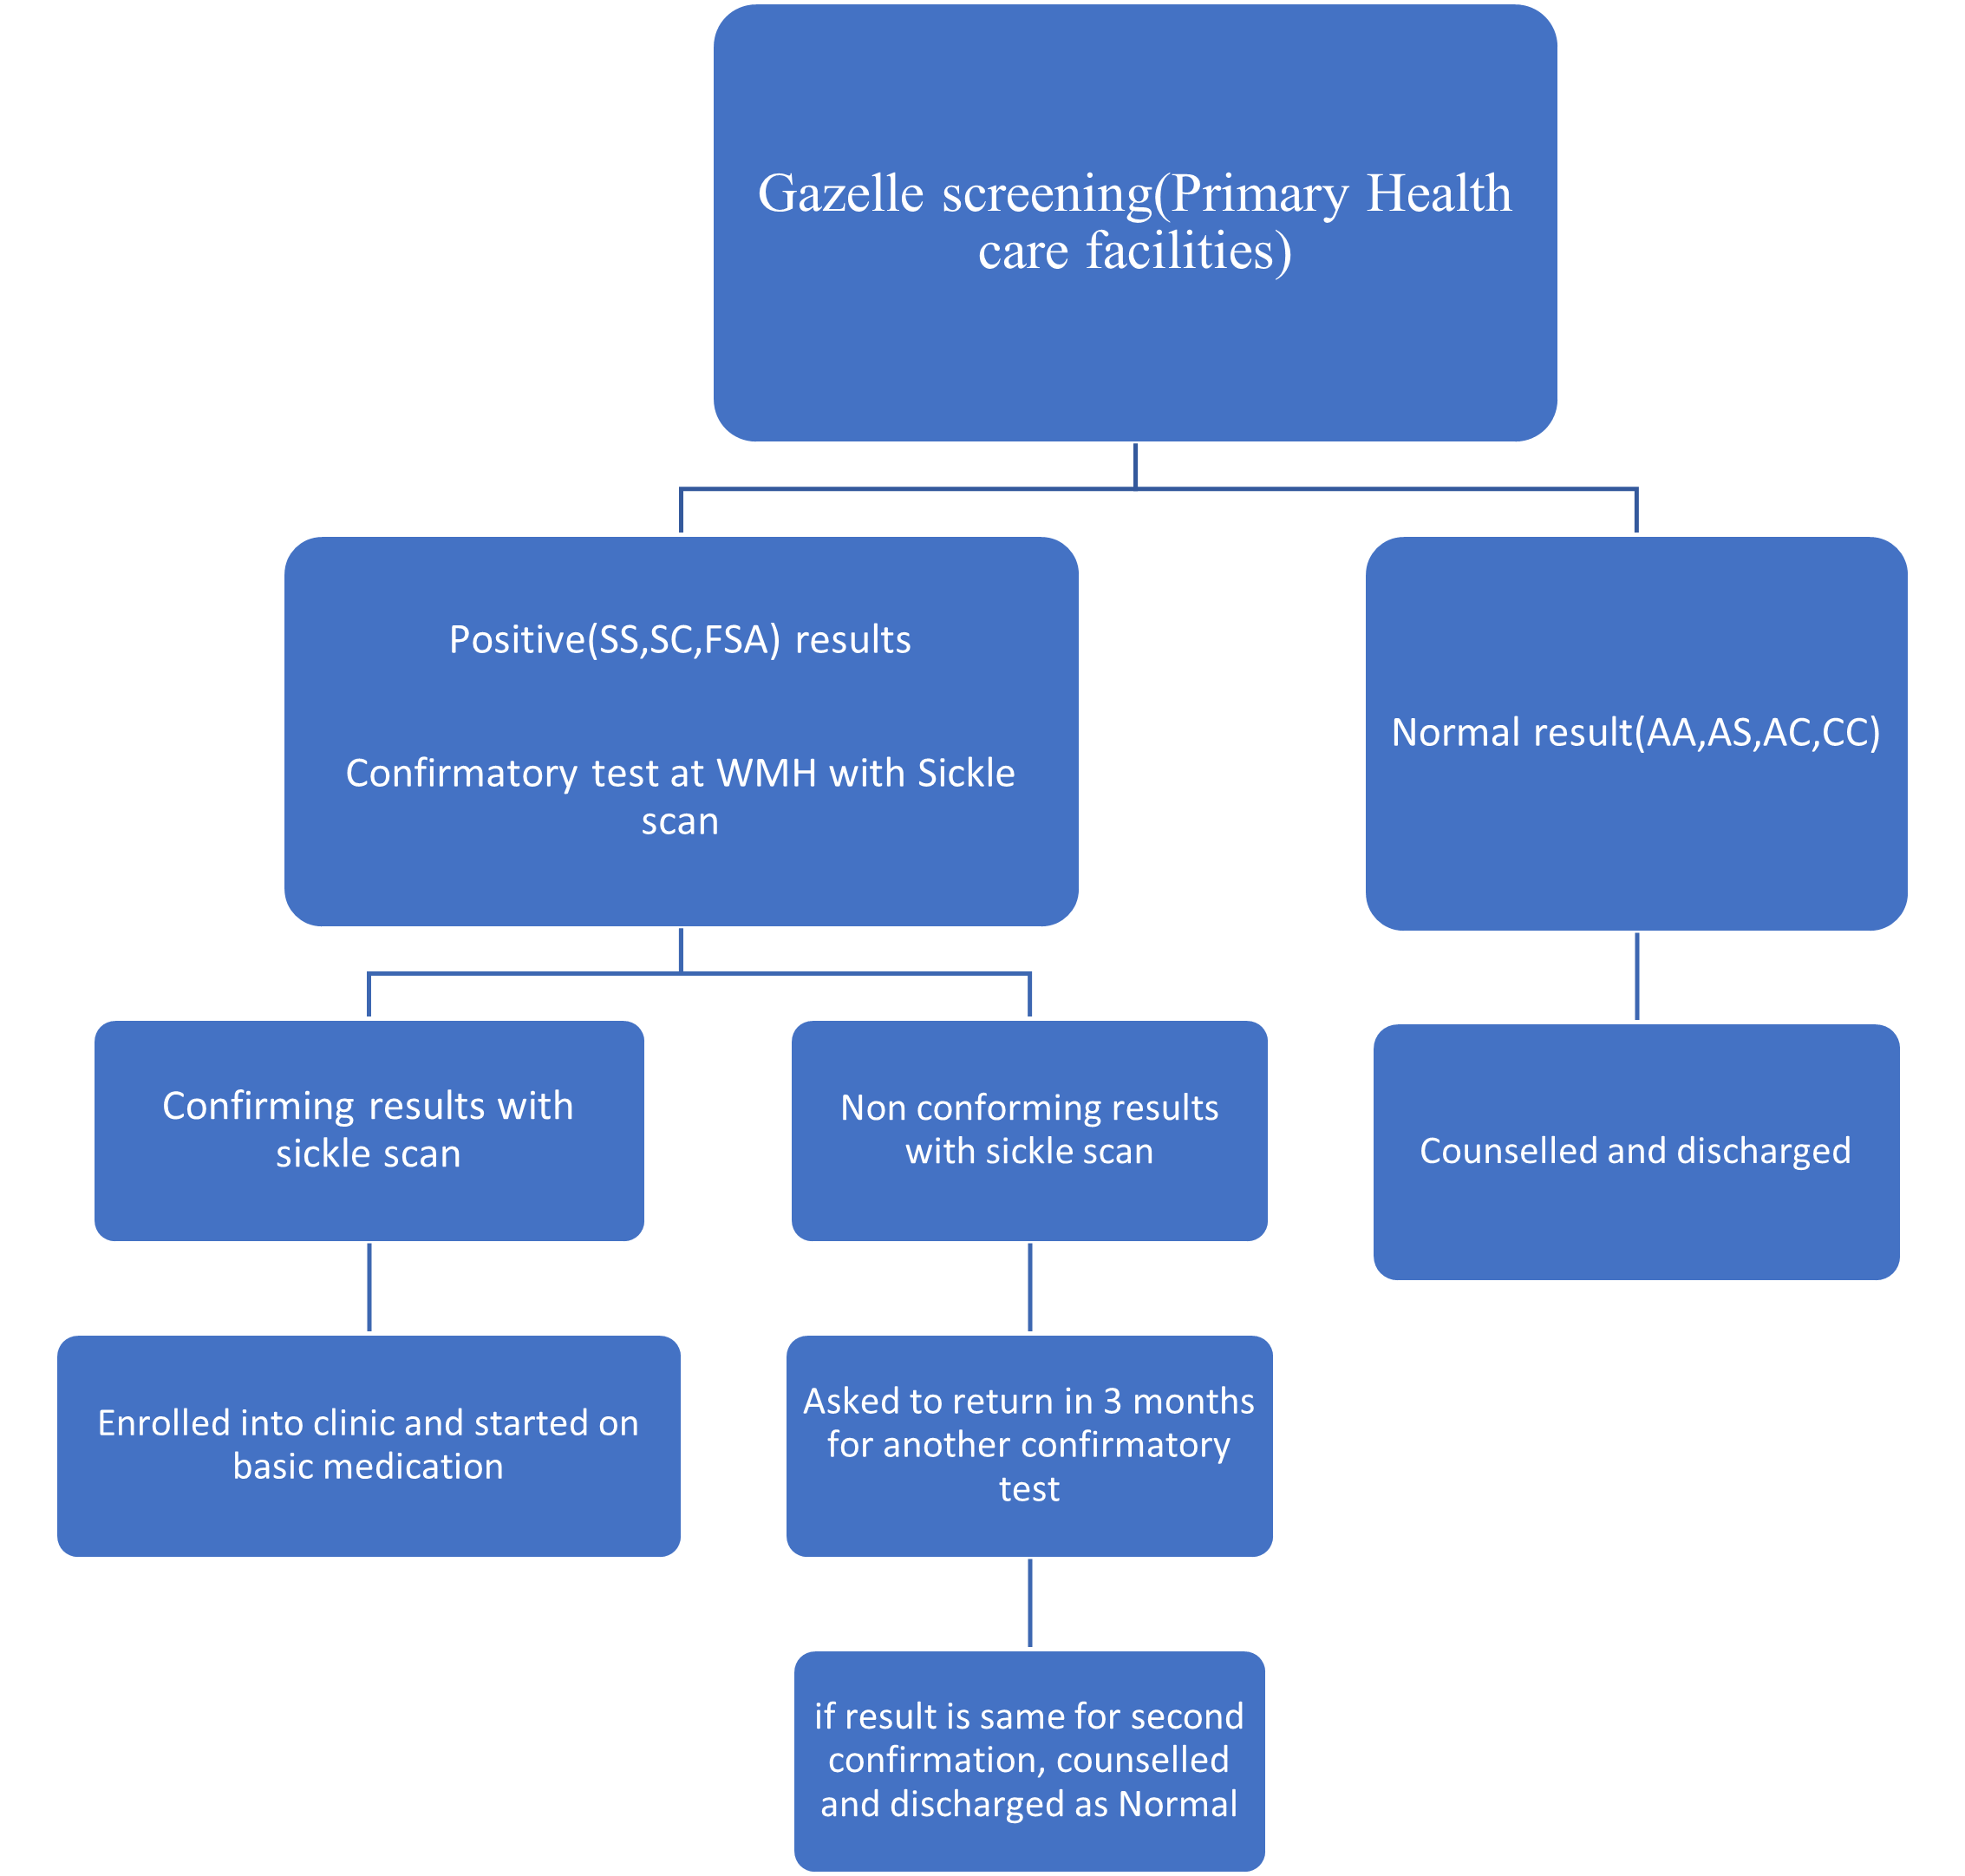 Gazelle screening(Primary Health
care facilities)
Positive(SS,SC,FSA) results
Confirmatory test at WMH with Sickle
scan
Normal result(AA,AS,AC,CC)
Confirming results with
sickle scan
Non conforming results
with sickle scan
Counselled and discharged
Enrolled into clinic and started on
basic medication
Asked to return in 3 months
for another confirmatory
test
if result is same for second
confirmation, counselled
and discharged as Normal